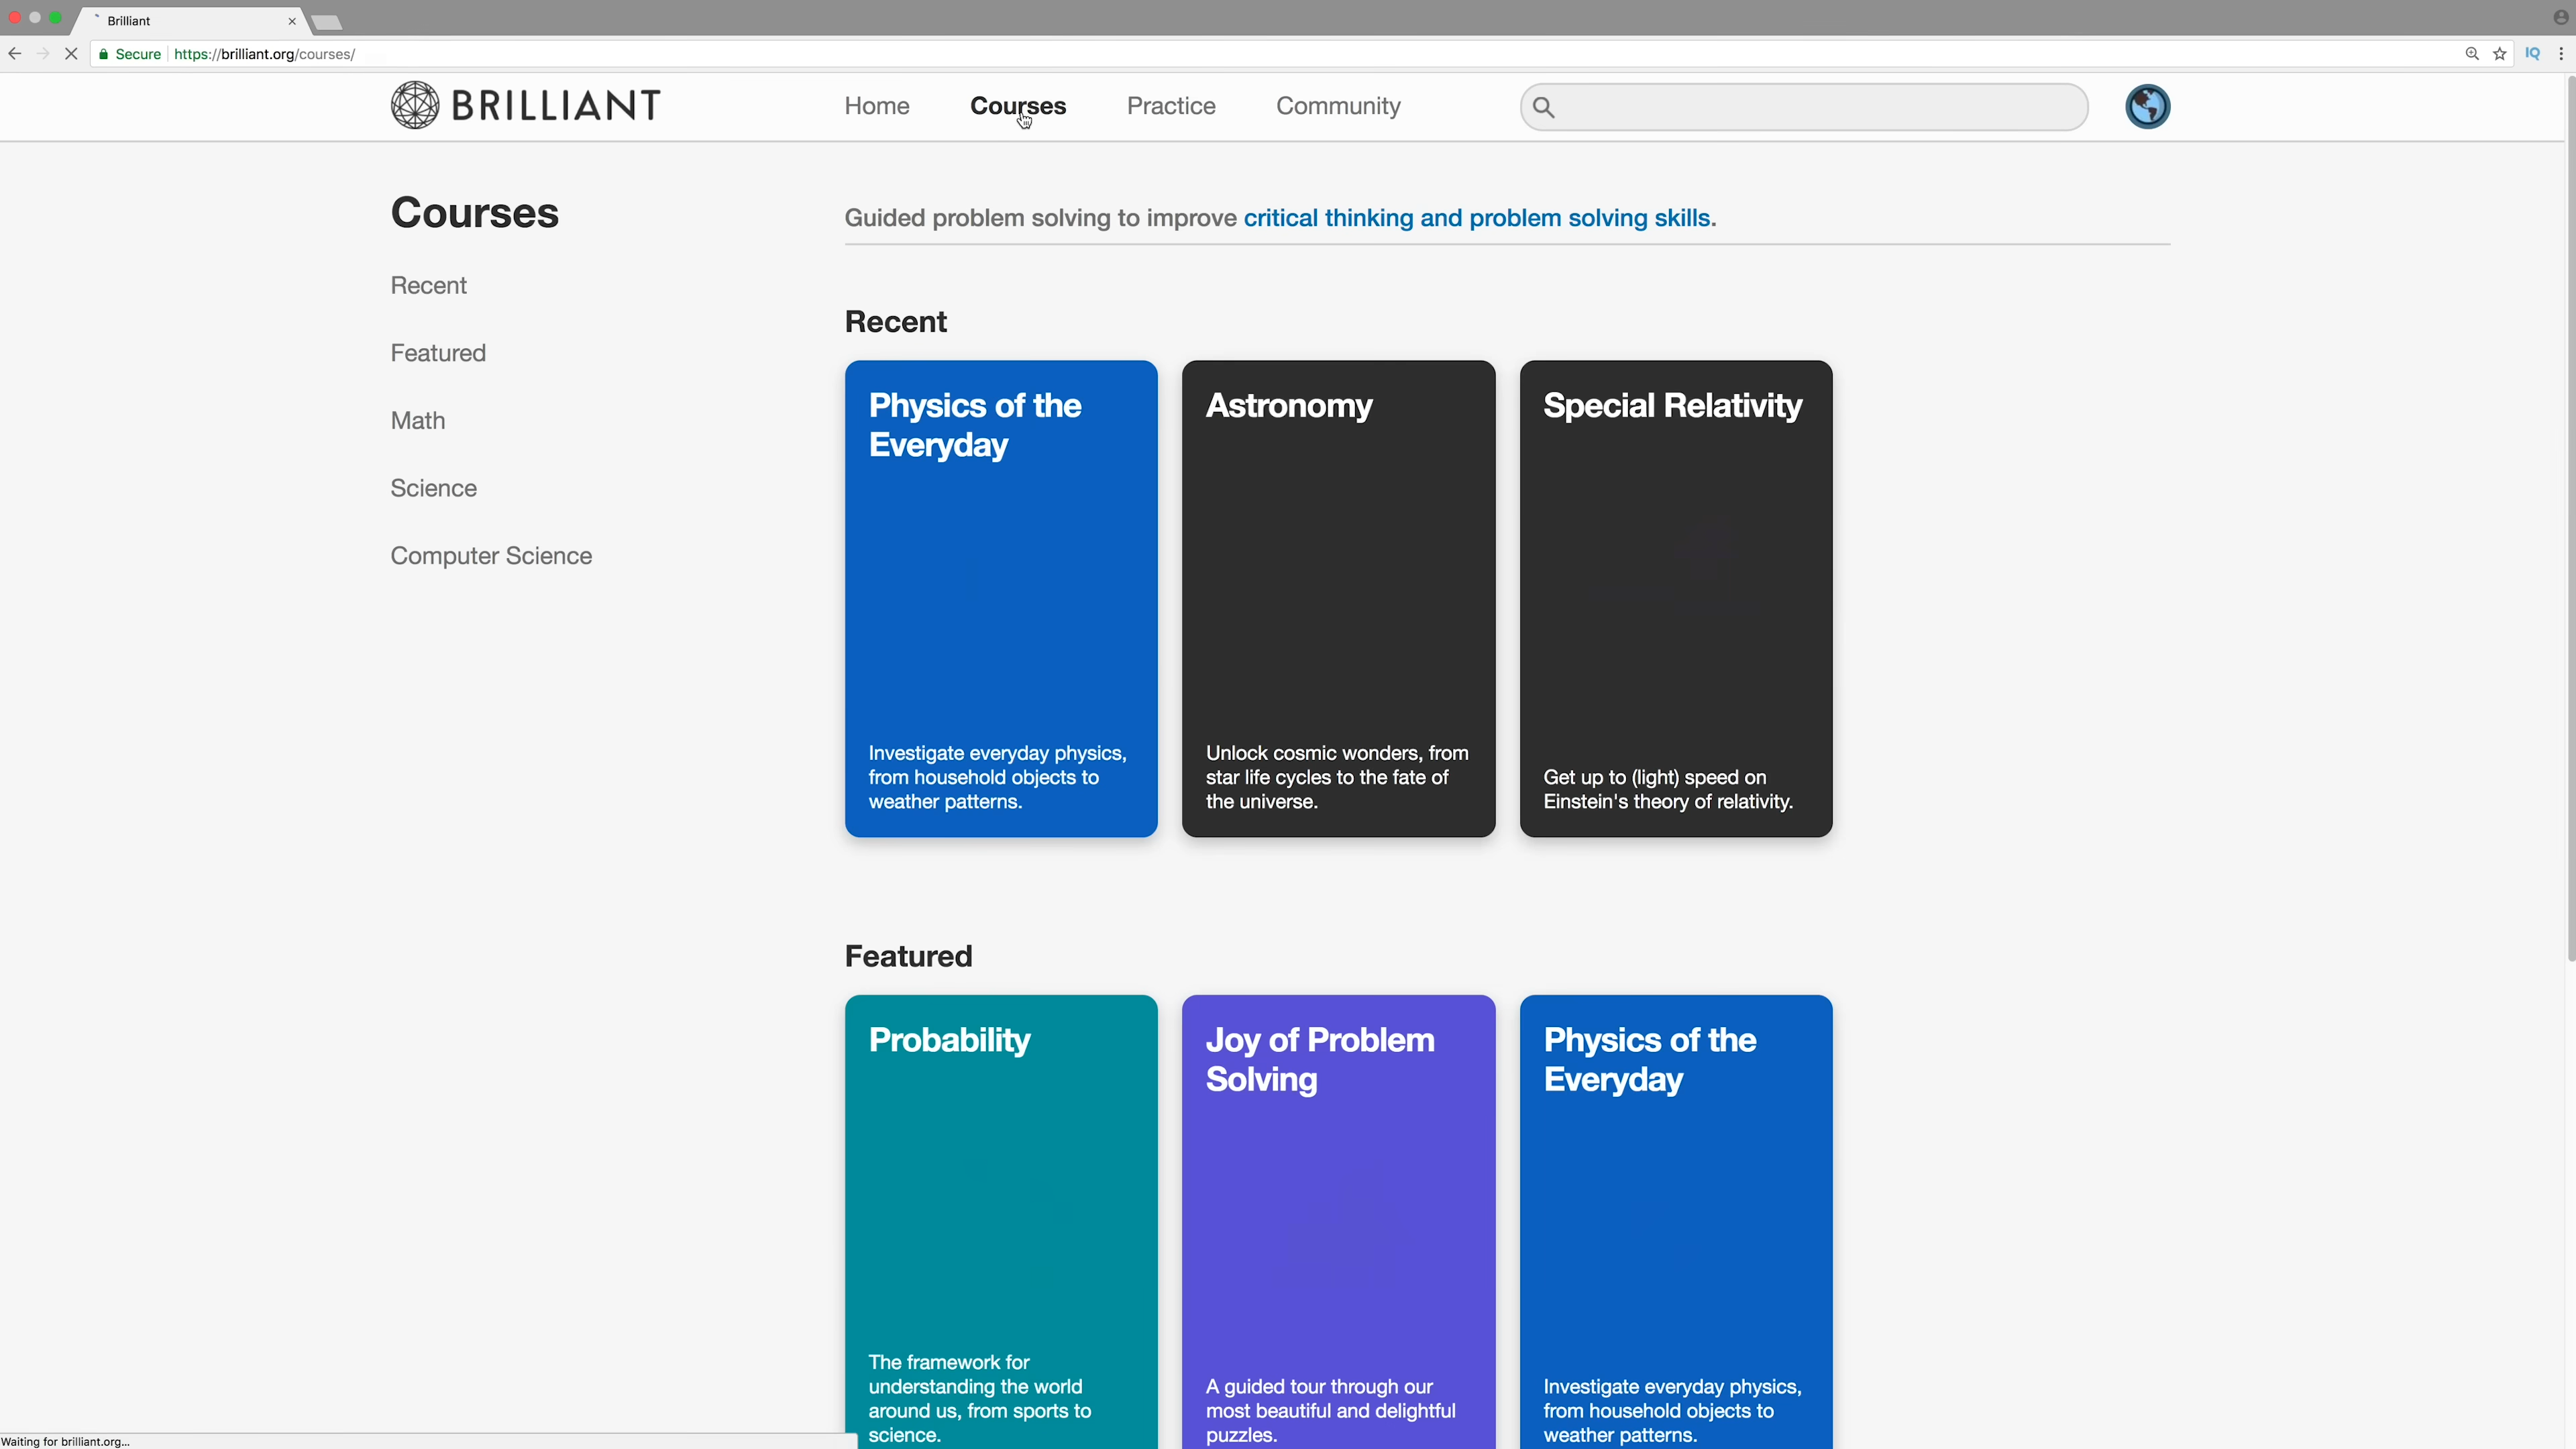 Brilliant
Secure https://brilliant.org/courses/
IQ
BRILLIANT
Home Courses Practice Community
Courses
Recent
Featured
Math
Science
Computer Science
Guided problem solving to improve critical thinking and problem solving skills.
Recent
Physics of the
Everyday
Investigate everyday physics,
from household objects to
weather patterns.
Astronomy
Unlock cosmic wonders, from
star life cycles to the fate of
the universe.
Special Relativity
Get up to (light) speed on
Einstein's theory of relativity.
Featured
Probability
The framework for
understanding the world
around us, from sports to
science.
Joy of Problem
Solving
A guided tour through our
most beautiful and delightful
puzzles.
Physics of the
Everyday
Investigate everyday physics,
from household objects to
weather patterns.
Waiting for brilliant.org...